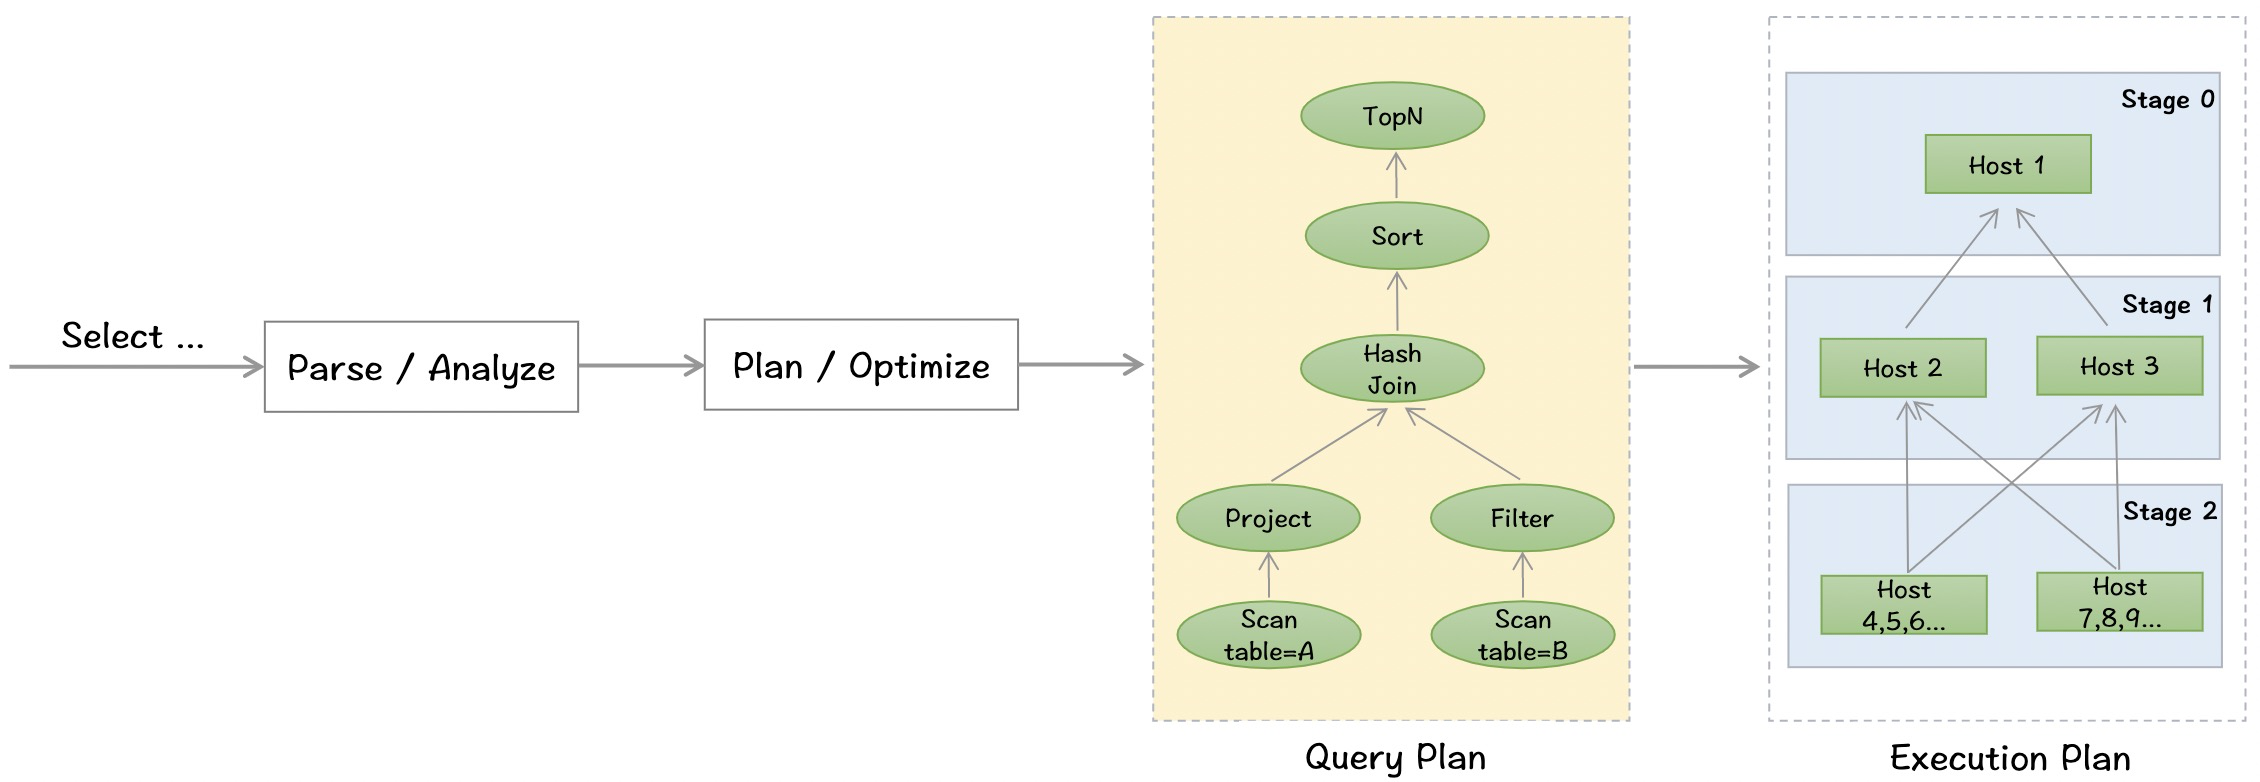 Select ...
Parse / Analyze
Plan / Optimize
TopN
Sort
Hash
Join
Project
Filter
Scan
table=A
Scan
table=B
Query Plan
Stage 0
Host 1
Stage 1
Host 2
Host 3
Stage 2
Host
4,5,6...
Host
7,8,9...
Execution Plan